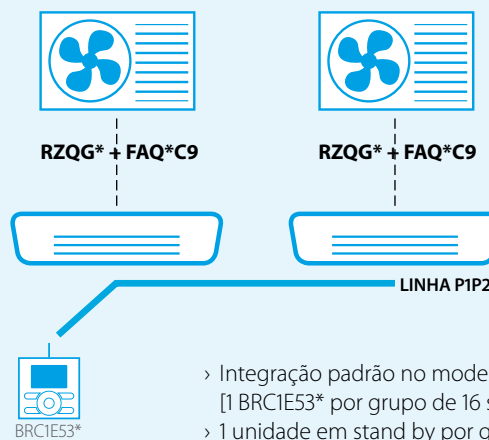 RZQG* + FAQ*C9 RZQG* + FAQ*C9
LINHA P1P2
BRC1E53*
› Integração padrão no
[1 BRC1E53* por grupo de 16
› 1 unidade em stand by por